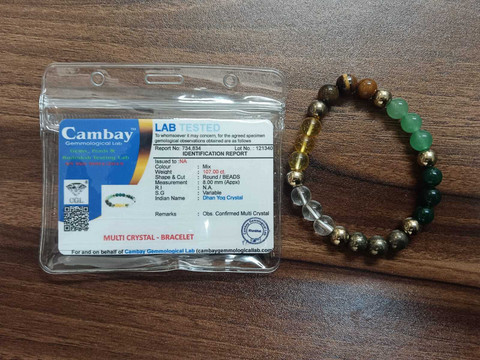 Cambay
Gemmological Lab
LAB TESTED
To whomsoever it may concern, for the agreed specimen
gemmological observations obtained are as follows
Report No : 734,634 Lot No. : 121340
IDENTIFICATION REPORT
Issued to :NA
Colour : Mix
Weight : 107.00 ct
Shape & Cut : Round / BEADS
Measurement : 8.00 mm (Appx)
R.I : N.A.
S.G : Variable
Indian Name : Dhan Yog Crystal
Remarks : Obs. Confirmed Multi Crystal
CGL
MULTI CRYSTAL - BRACELET
For and on behalf of Cambay Gemmological Lab (cambaygemmologicallab.com)